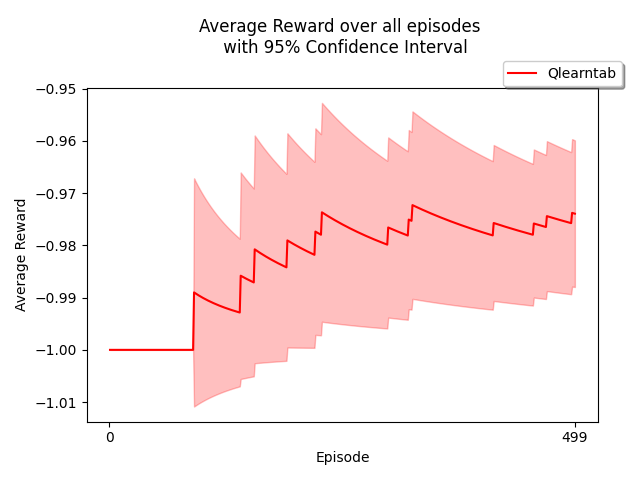 Average Reward over all episodes
with 95% Confidence Interval
Qlearntab
−0.95
−0.96
−0.97
−0.98
−0.99
−1.00
−1.01
Average Reward
0
499
Episode